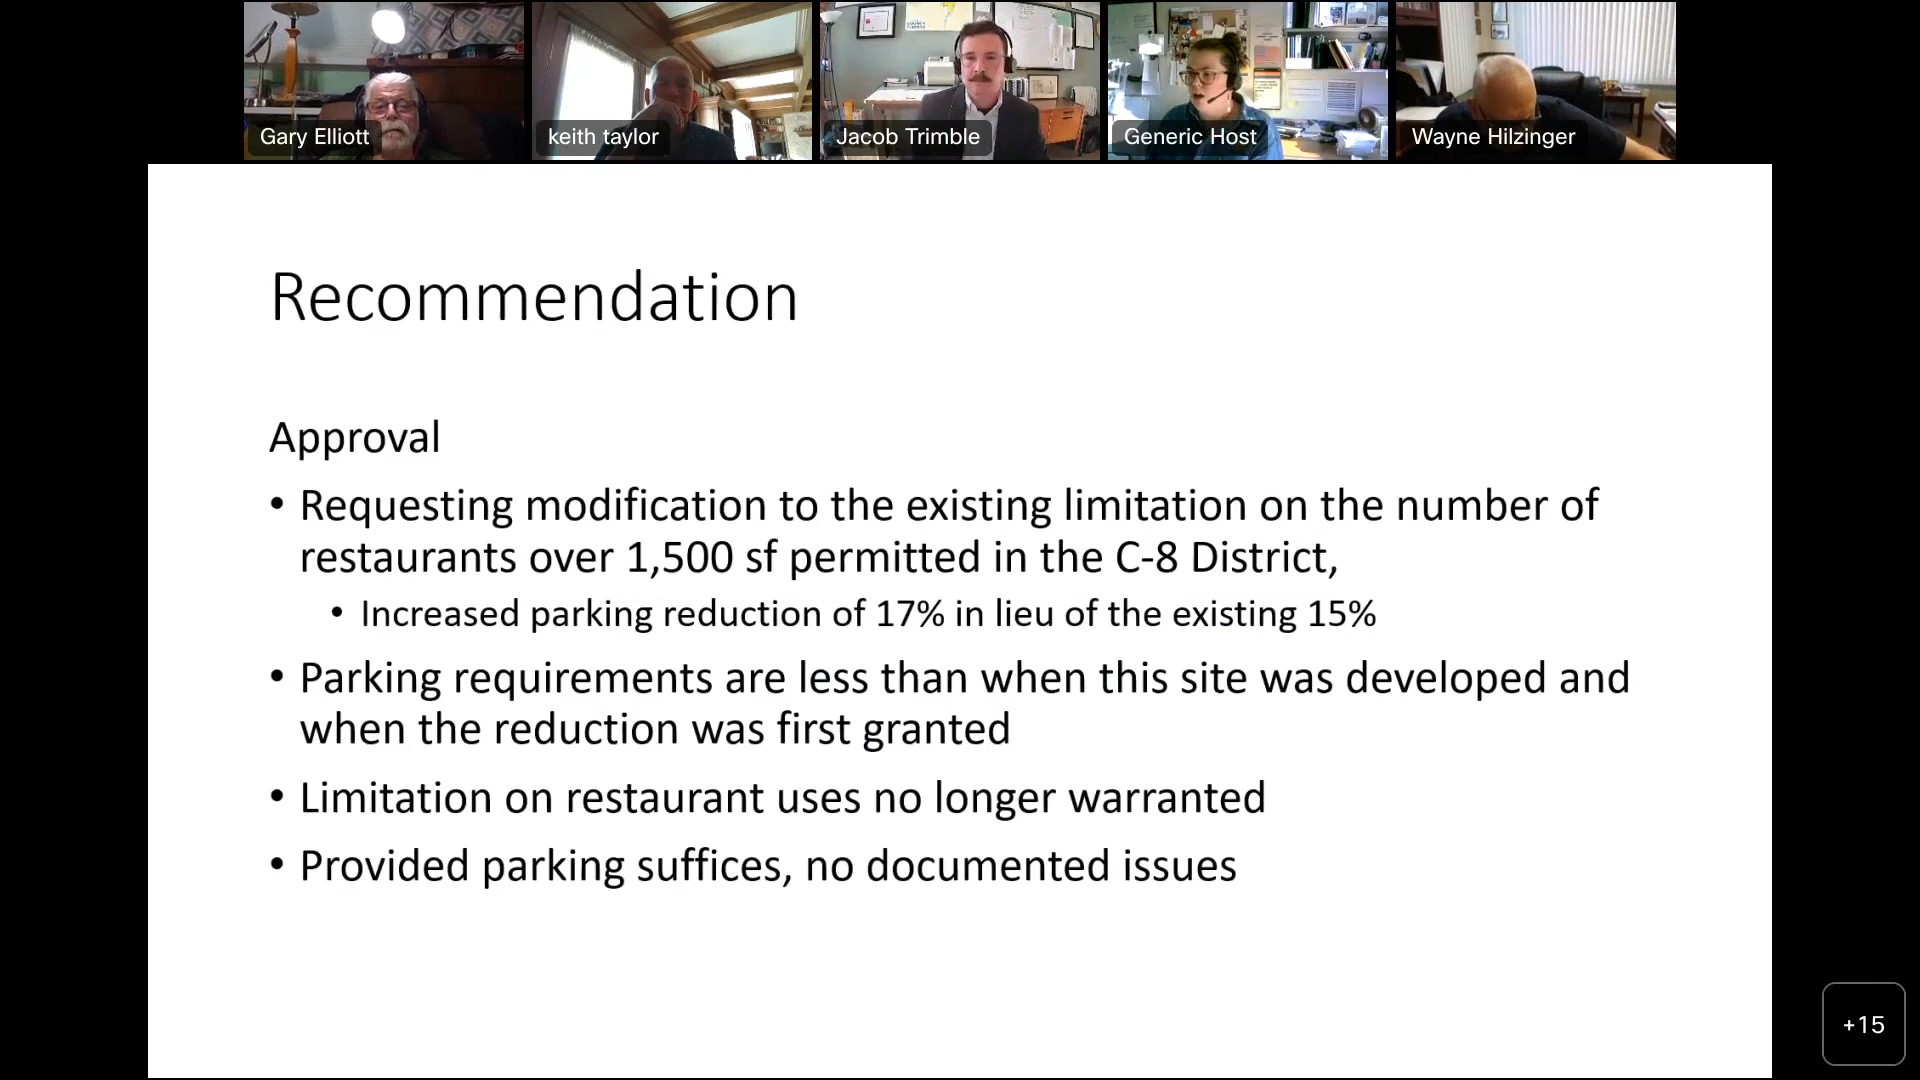 Gary Elliott
keith taylor
Jacob Trimble
Generic Host
Wayne Hilzinger
Recommendation
Approval
• Requesting modification to the existing limitation on the number of
restaurants over 1,500 sf permitted in the C-8 District,
• Increased parking reduction of 17% in lieu of the existing 15%
• Parking requirements are less than when this site was developed and
when the reduction was first granted
• Limitation on restaurant uses no longer warranted
• Provided parking suffices, no documented issues
+15